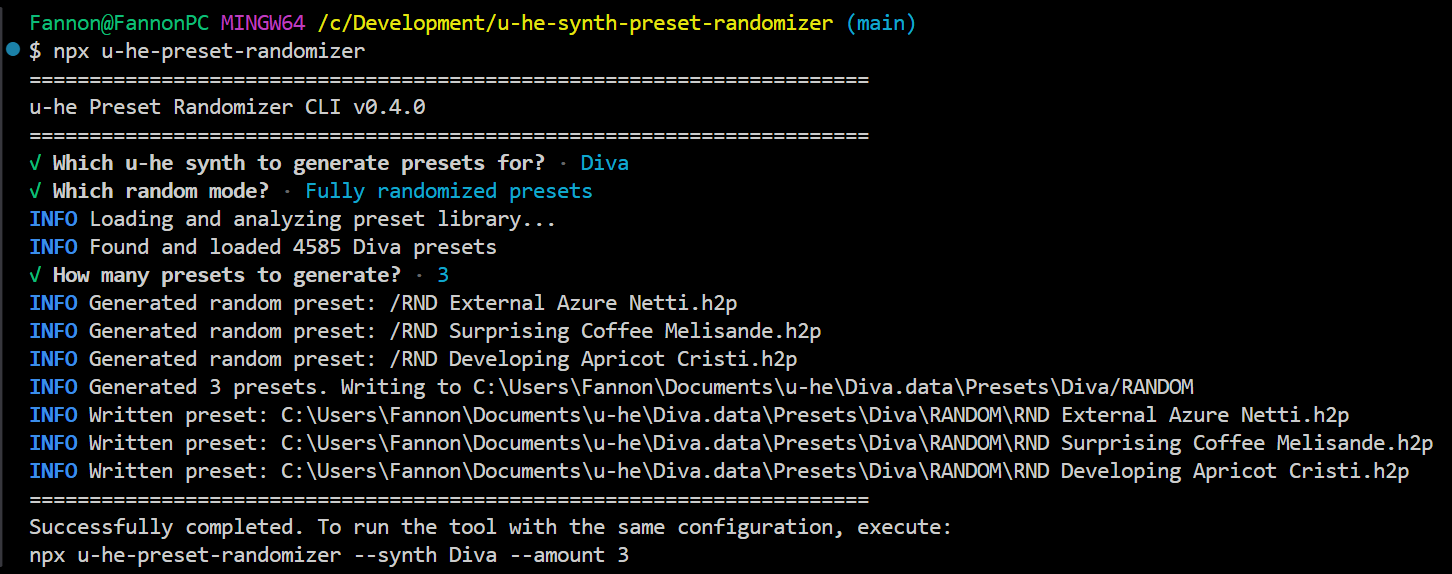 Fannon@FannonPC MINGW64 /c/Development/u-he-synth-preset-randomizer (main)
$ npx u-he-preset-randomizer
======================================================================
u-he Preset Randomizer CLI v0.4.0
======================================================================
√ Which u-he synth to generate presets for? · Diva
√ Which random mode? · Fully randomized presets
INFO Loading and analyzing preset library...
INFO Found and loaded 4585 Diva presets
√ How many presets to generate? · 3
INFO Generated random preset: /RND External Azure Netti.h2p
INFO Generated random preset: /RND Surprising Coffee Melisande.h2p
INFO Generated random preset: /RND Developing Apricot Cristi.h2p
INFO Generated 3 presets. Writing to C:\Users\Fannon\Documents\u-he\Diva.data\Presets\Diva/RANDOM
INFO Written preset: C:\Users\Fannon\Documents\u-he\Diva.data\Presets\Diva\RANDOM\RND External Azure Netti.h2p
INFO Written preset: C:\Users\Fannon\Documents\u-he\Diva.data\Presets\Diva\RANDOM\RND Surprising Coffee Melisande.h2p
INFO Written preset: C:\Users\Fannon\Documents\u-he\Diva.data\Presets\Diva\RANDOM\RND Developing Apricot Cristi.h2p
======================================================================
Successfully completed. To run the tool with the same configuration, execute:
npx u-he-preset-randomizer --synth Diva --amount 3